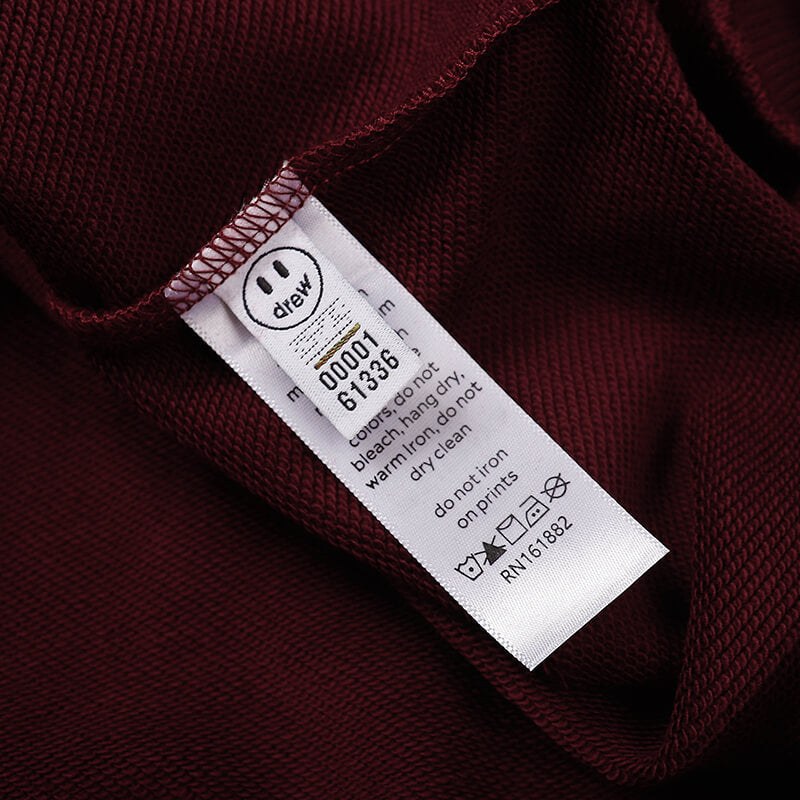 drew
00001
61336
colors, do not
bleach, hang dry,
warm Iron, do not
dry clean
do not iron
on prints
RN161882